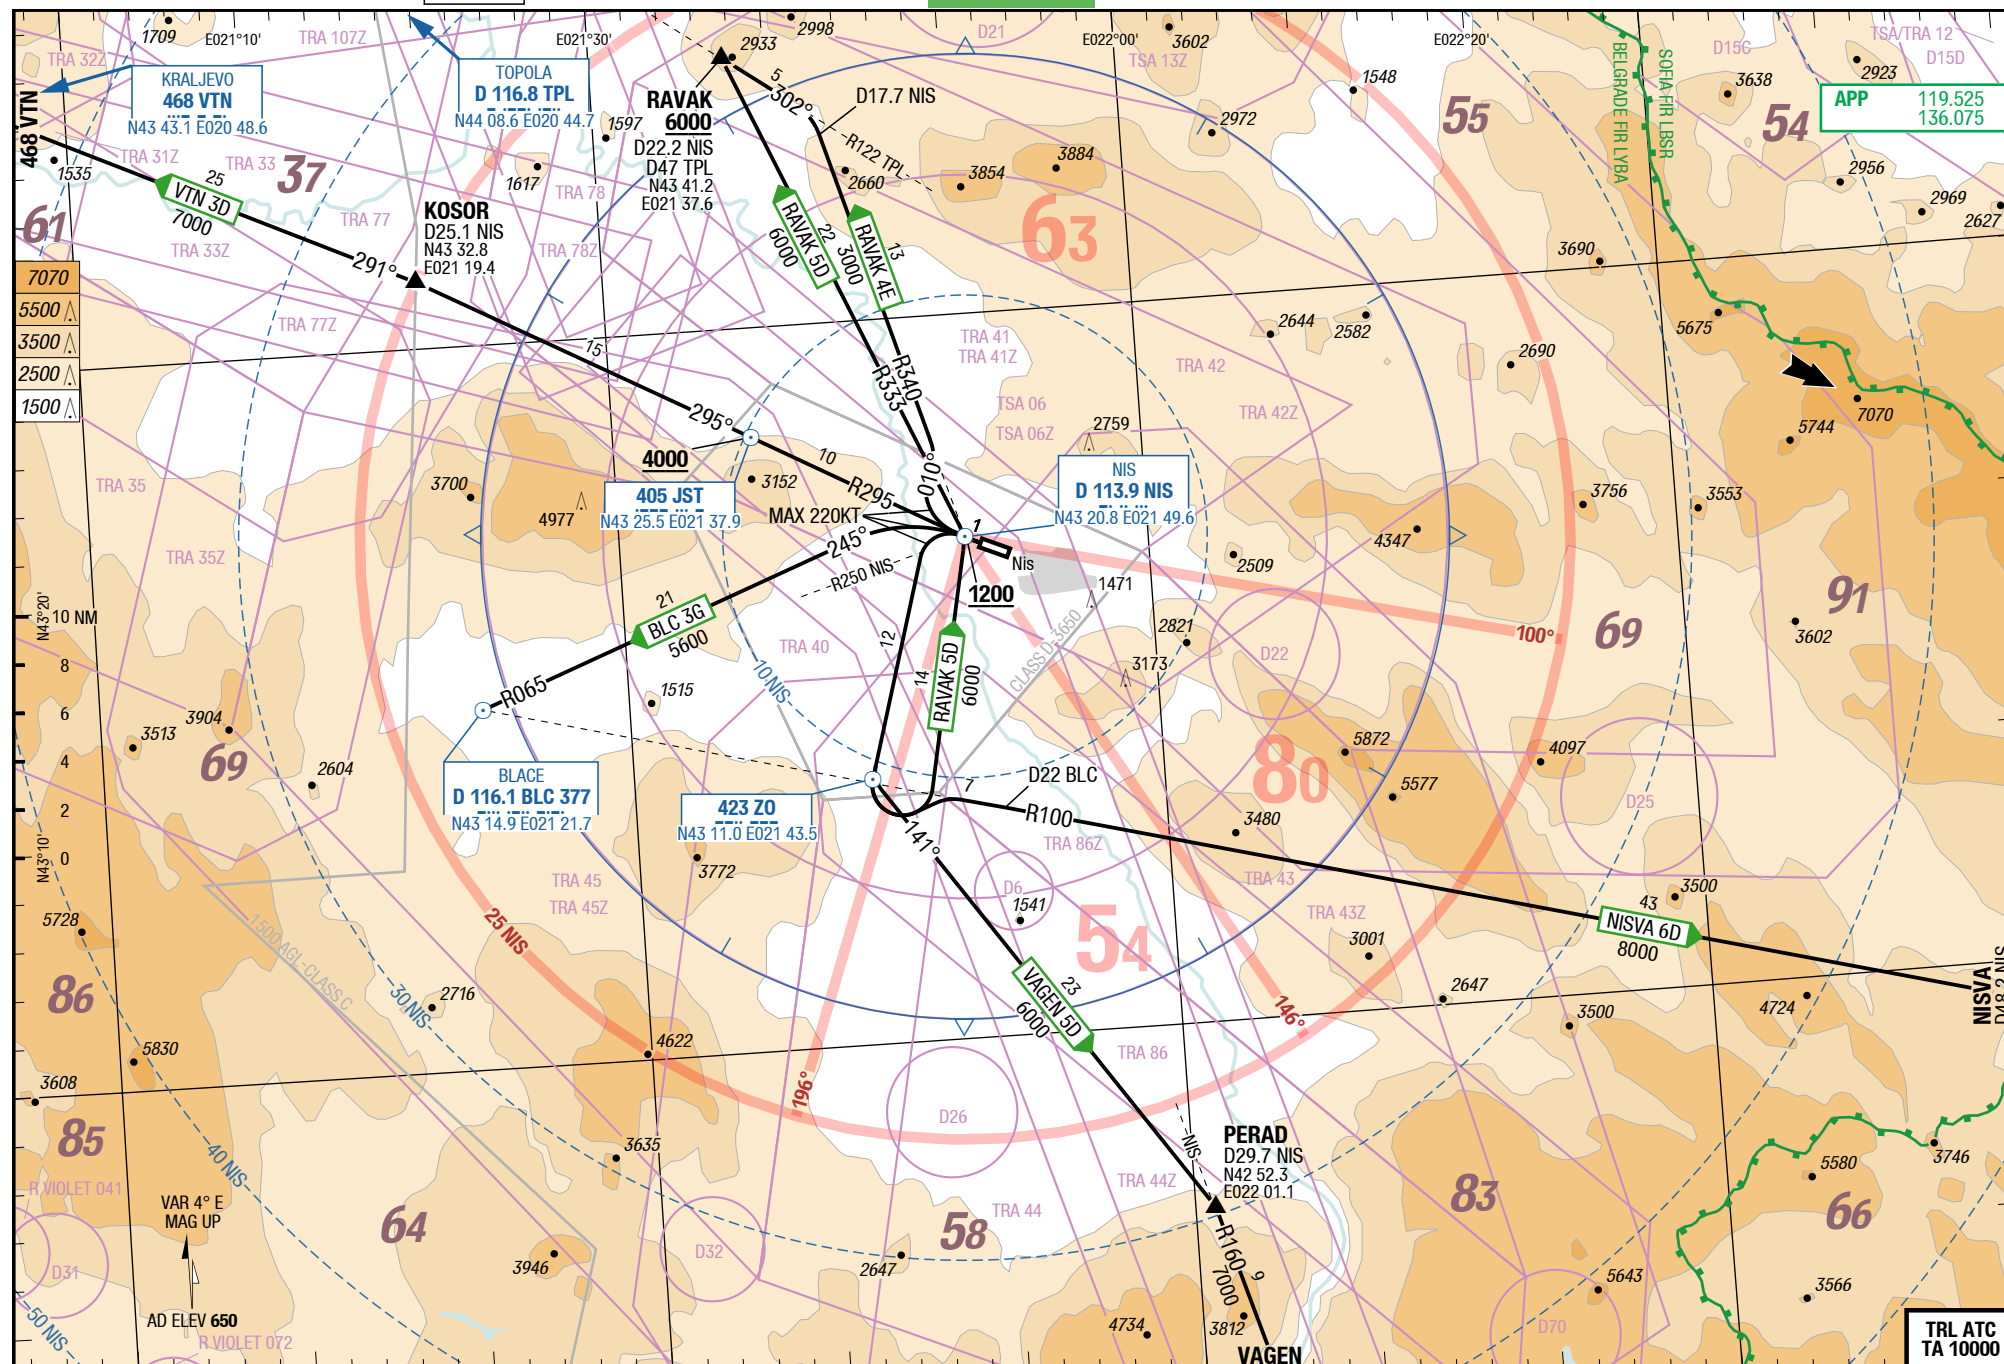 1709
E021°10'
TRA 107Z
E021°30'
2998
2933
D21
E022°00'
3602
TSA 13Z
E022°20'
D15C
TSA/TRA 12
D15D
2923
TRA 32Z
KRALJEVO
468 VTN
N43 43.1 E020 48.6
TOPOLA
D 116.8 TPL
N44 08.6 E020 44.7
RAVAK
6000
D22.2 NIS
D47 TPL
N43 41.2
E021 37.6
5
302°
D17.7 NIS
R122 TPL
1548
55
BELGRADE FIR LYBA
SOFIA FIR LBSR
3638
54
APP 119.525
136.075
468 VTN
1535
TRA 31Z
TRA 33
37
1597
1617
TRA 78
2660
3854
3884
2972
2956
2969
2627
25
VTN 3D
7000
TRA 77
TRA 33Z
61
KOSOR
D25.1 NIS
N43 32.8
E021 19.4
TRA 78Z
291°
RAVAK 5D
6000
22
3000
RAVAK 4E
13
63
3690
7070
5500
3500
2500
1500
TRA 77Z
15
TRA 41
TRA 41Z
2644
2582
TRA 42
2690
5675
7070
5744
R340
R333
TSA 06
TSA 06Z
2759
TRA 42Z
295°
4000
10
3152
R295
010°
MAX 220KT
405 JST
N43 25.5 E021 37.9
NIS
D 113.9 NIS
N43 20.8 E021 49.6
3700
4977
TRA 35
TRA 35Z
3756
3553
4347
2509
245°
R250 NIS
1
Nis
1200
1471
CLASS D-3650
N43°20'
10 NM
8
6
4
2
0
N43°10'
21
BLC 3G
5600
R065
12
14
RAVAK 5D
6000
TRA 40
10 NIS
1515
2821
3173
D22
100°
69
91
3602
3513
3904
69
2604
BLACE
D 116.1 BLC 377
N43 14.9 E021 21.7
423 ZO
N43 11.0 E021 43.5
7
D22 BLC
R100
80
5872
5577
4097
D25
3480
141°
TRA 86Z
3772
TRA 45
TRA 45Z
D6
1541
TRA 43
TRA 43Z
54
3001
43
NISVA 6D
8000
3500
NISVA
D18.2 NIS
5728
86
1500 AGL-CLASS C
25 NIS
30 NIS
2716
4622
5830
3608
85
196°
23
VAGEN 5D
6000
146°
TRA 86
2647
3500
4724
D26
40 NIS
3635
R VIOLET 041
VAR 4° E
MAG UP
64
NIS
PERAD
D29.7 NIS
N42 52.3
E022 01.1
TRA 44Z
TRA 44
58
83
3746
5580
66
D31
3946
D32
2647
R160
7000
9
5643
3566
50 NIS
AD ELEV 650
R VIOLET 072
4734
3812
VAGEN
D70
TRL ATC
TA 10000